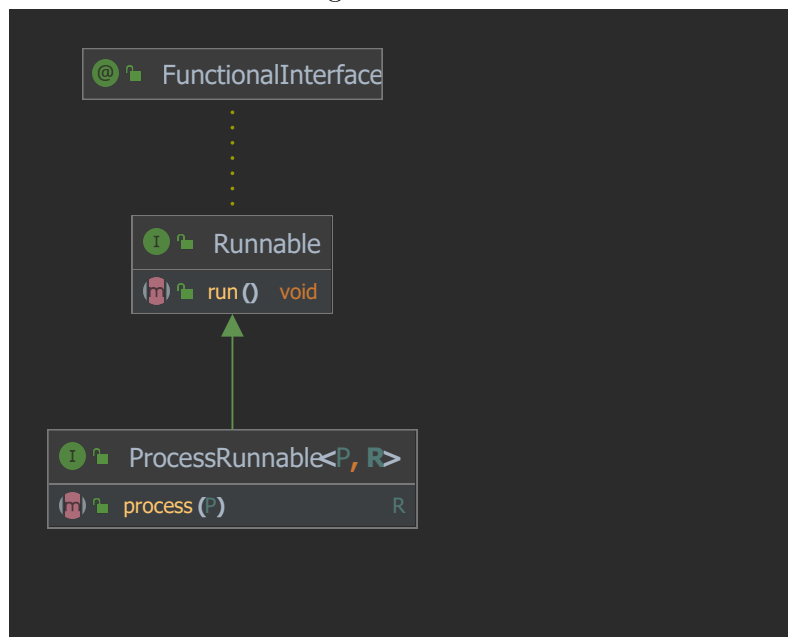 @ FunctionalInterface
I Runnable
m run() void
I ProcessRunnable<P, R>
m process(P) R